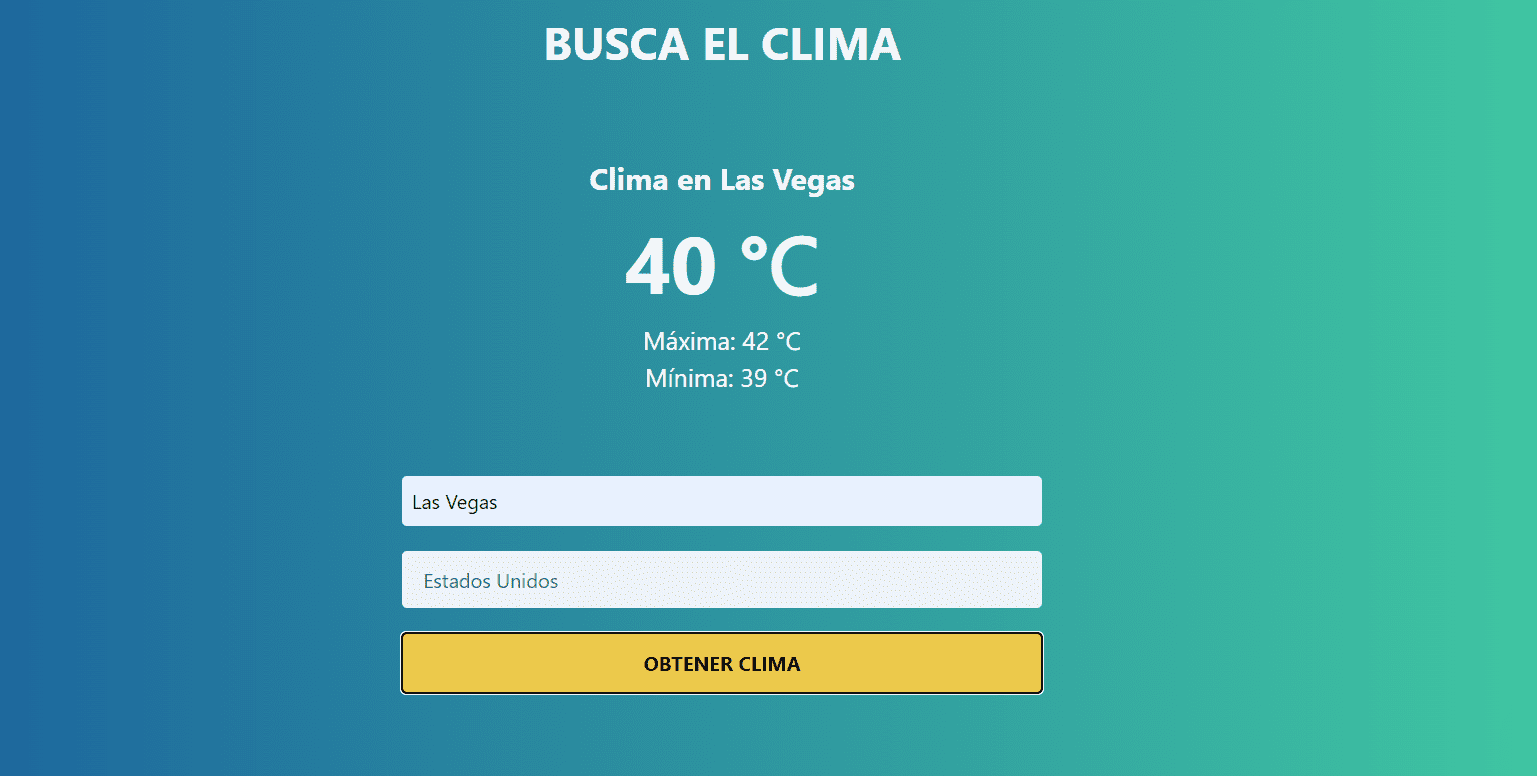 BUSCA EL CLIMA
Clima en Las Vegas
40 °C
Máxima: 42 °C
Mínima: 39 °C
Las Vegas
Estados Unidos
OBTENER CLIMA